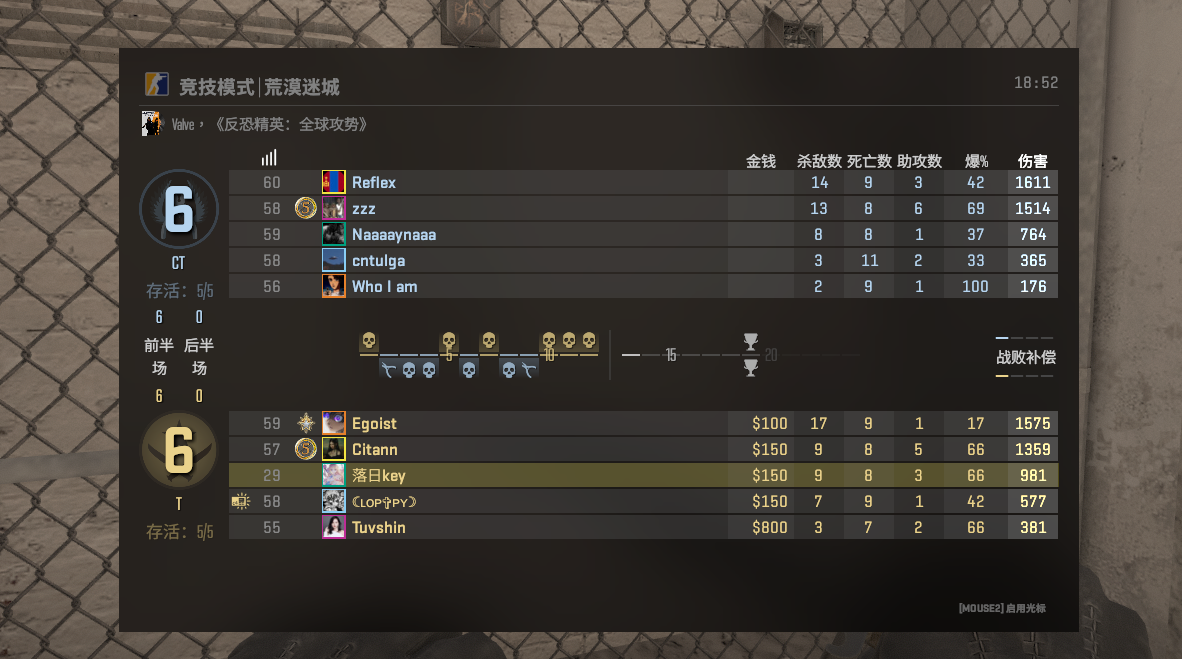 竞技模式|荒漠迷城 18:52
Valve，《反恐精英：全球攻势》
金钱 杀敌数 死亡数 助攻数 爆% 伤害
60 Reflex 14 9 3 42 1611
58 5 zzz 13 8 6 69 1514
59 Naaaaynaaa 8 8 1 37 764
58 cntulga 3 11 2 33 365
56 Who I am 2 9 1 100 176
6
CT
存活： 5/5
6 0
前半场 后半场
6 0
5 10 15 20
战败补偿
6
T
存活： 5/5
59 Egoist $100 17 9 1 17 1575
57 5 Citann $150 9 8 5 66 1359
29 落日key $150 9 8 3 66 981
58 ☾ʟᴏᴘ✞ᴘʏ☽ $150 7 9 1 42 577
55 Tuvshin $800 3 7 2 66 381
[MOUSE2] 启用光标